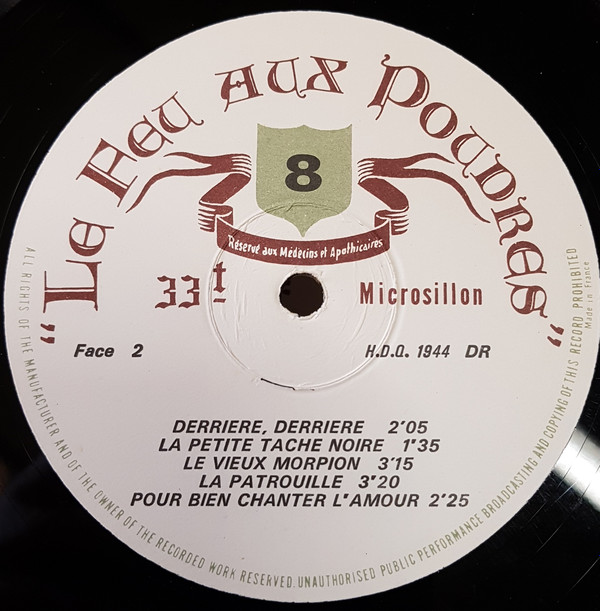 "Le Feu aux Poudres"
8
Réservé aux Médecins et Apothicaires
33t Microsillon
Face 2 H.D.Q. 1944 DR
DERRIERE, DERRIERE 2'05
LA PETITE TACHE NOIRE 1"35
LE VIEUX MORPION 3'15
LA PATROUILLE 3"20
POUR BIEN CHANTER L"AMOUR 2'25
ALL RIGHTS OF THE MANUFACTURER AND OF THE OWNER OF THE RECORDED WORK RESERVED. UNAUTHORISED PUBLIC PERFORMANCE BROADCASTING AND COPYING OF THIS RECORD PROHIBITED
Made in France